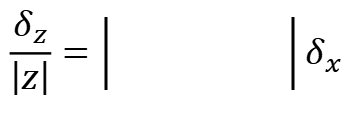 δ_z / |z| = |          | δ_x